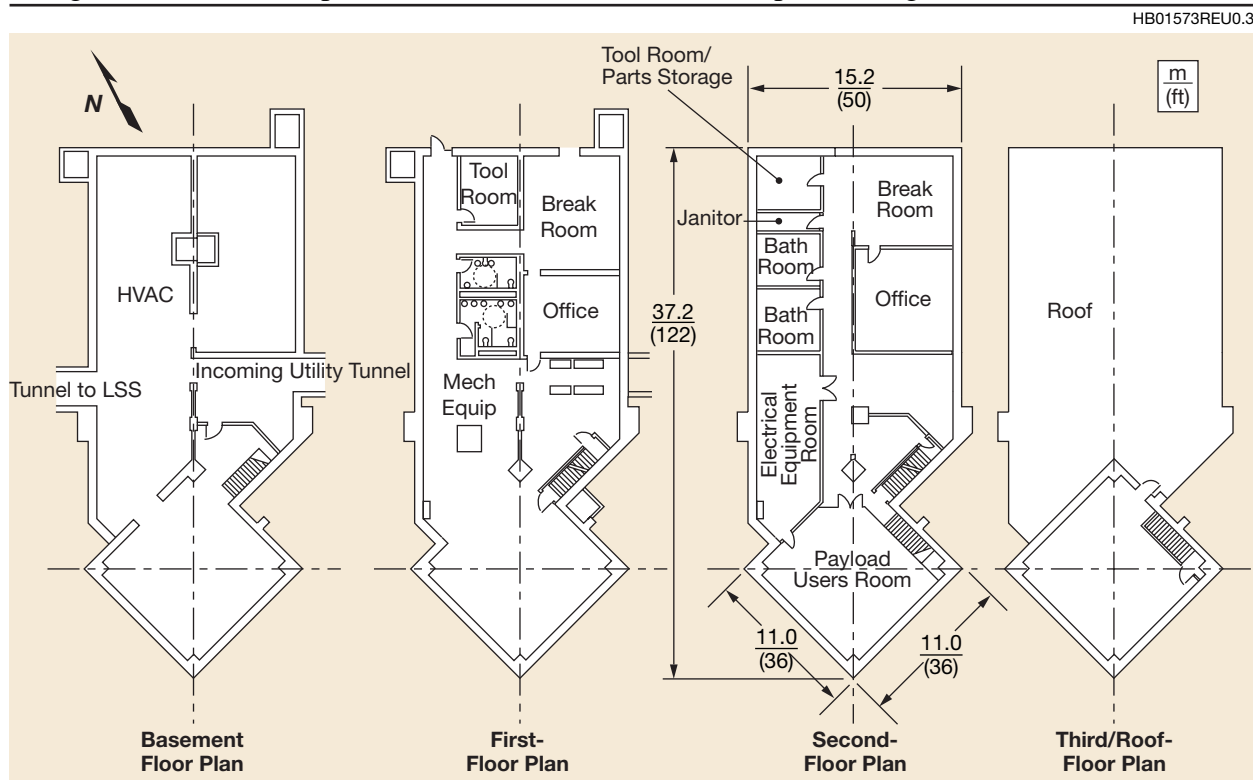 HB01573REU0.3
N
m
(ft)
HVAC
Tunnel to LSS
Incoming Utility Tunnel
Basement
Floor Plan
Tool
Room
Break
Room
Office
Mech
Equip
First-
Floor Plan
Tool Room/
Parts Storage
15.2
(50)
Janitor
Break
Room
Bath
Room
Office
37.2
(122)
Bath
Room
Electrical
Equipment
Room
Payload
Users Room
11.0
(36)
11.0
(36)
Second-
Floor Plan
Roof
Third/Roof-
Floor Plan